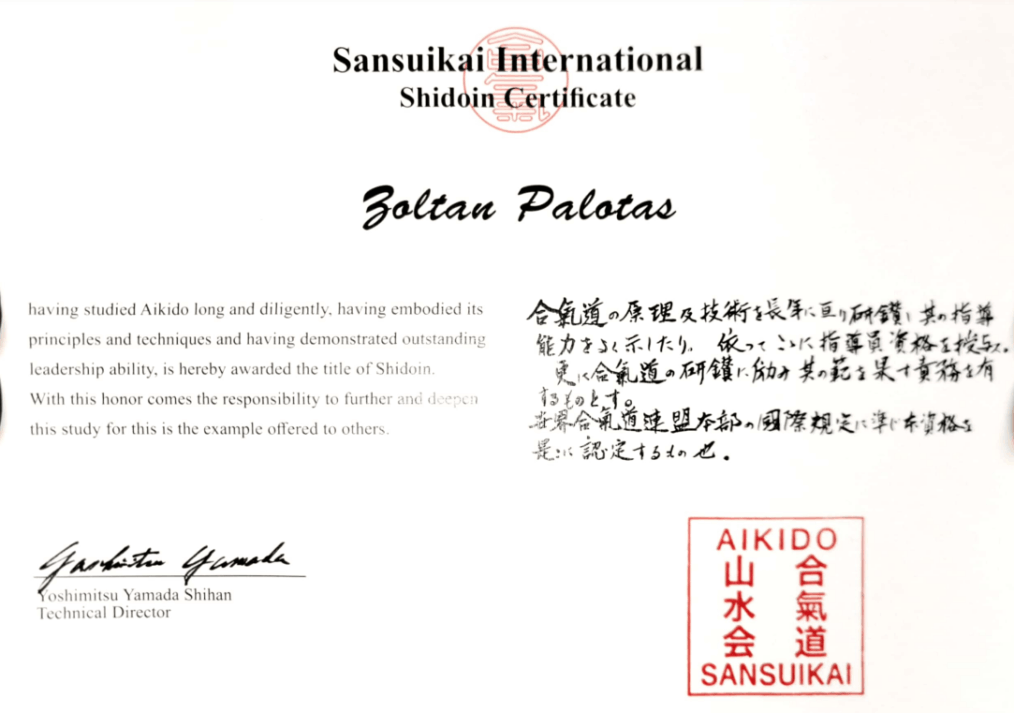 Sansuikai International
Shidoin Certificate
Zoltan Palotas
having studied Aikido long and diligently, having embodied its
principles and techniques and having demonstrated outstanding
leadership ability, is hereby awarded the title of Shidoin.
With this honor comes the responsibility to further and deepen
this study for this is the example offered to others.
合氣道の原理及技術を長年に亘り研鑽し其の指導
能力をよく示したり。依ってここに指導員資格を授与す。
更に合氣道の研鑽に励み其の範を果す責務を有
するものとす。
世界合氣道連盟本部の國際規定に準じ本資格を
是に認定するもの也。
Yoshimitsu Yamada
Yoshimitsu Yamada Shihan
Technical Director
AIKIDO
合氣道
山水会
SANSUIKAI